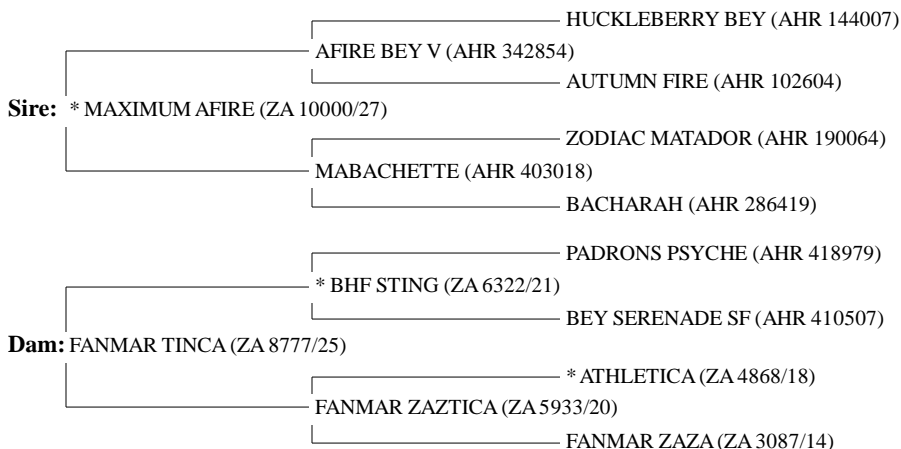 HUCKLEBERRY BEY (AHR 144007)
AFIRE BEY V (AHR 342854)
AUTUMN FIRE (AHR 102604)
Sire: * MAXIMUM AFIRE (ZA 10000/27)
ZODIAC MATADOR (AHR 190064)
MABACHETTE (AHR 403018)
BACHARAH (AHR 286419)
PADRONS PSYCHE (AHR 418979)
* BHF STING (ZA 6322/21)
BEY SERENADE SF (AHR 410507)
Dam: FANMAR TINCA (ZA 8777/25)
* ATHLETICA (ZA 4868/18)
FANMAR ZAZTICA (ZA 5933/20)
FANMAR ZAZA (ZA 3087/14)